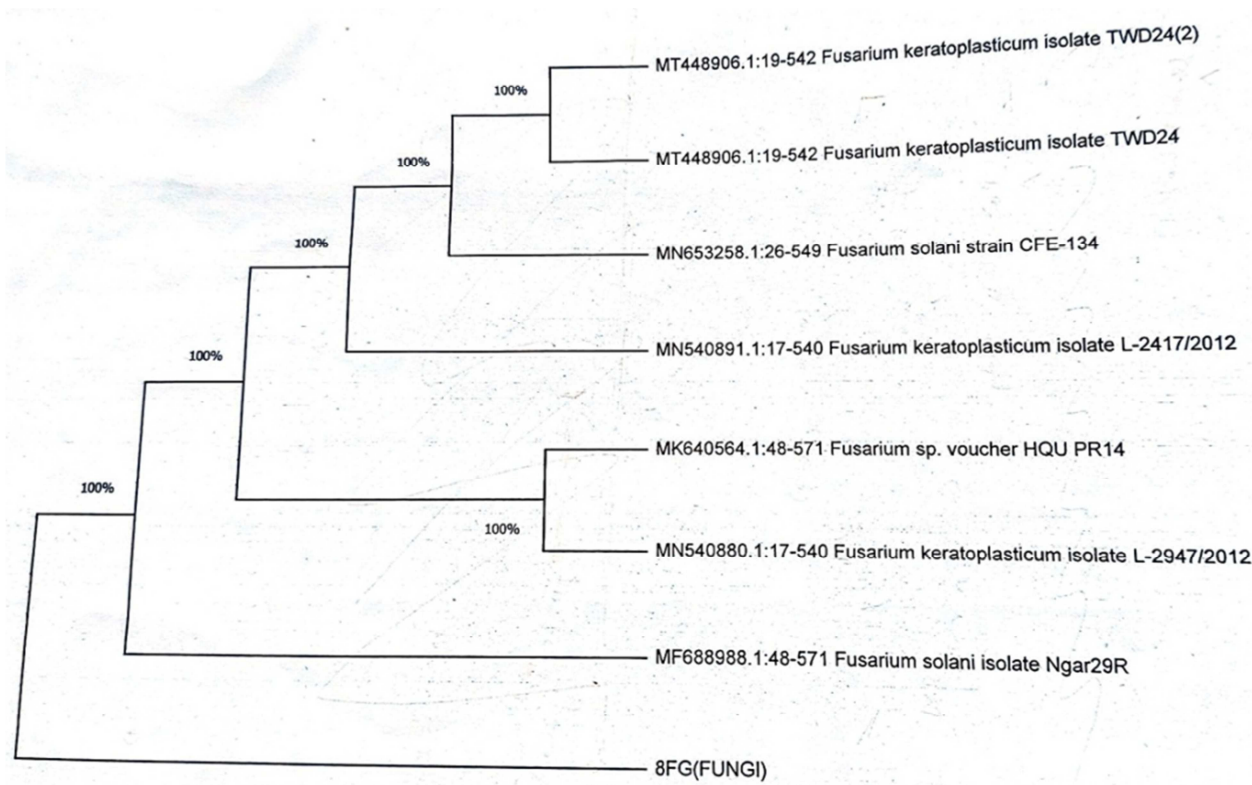 MT448906.1:19-542 Fusarium keratoplasticum isolate TWD24(2)
100%
100%
MT448906.1:19-542 Fusarium keratoplasticum isolate TWD24
100%
MN653258.1:26-549 Fusarium solani strain CFE-134
MN540891.1:17-540 Fusarium keratoplasticum isolate L-2417/2012
100%
MK640564.1:48-571 Fusarium sp. voucher HQU PR14
100%
100%
MN540880.1:17-540 Fusarium keratoplasticum isolate L-2947/2012
MF688988.1:48-571 Fusarium solani isolate Ngar29R
8FG(FUNGI)